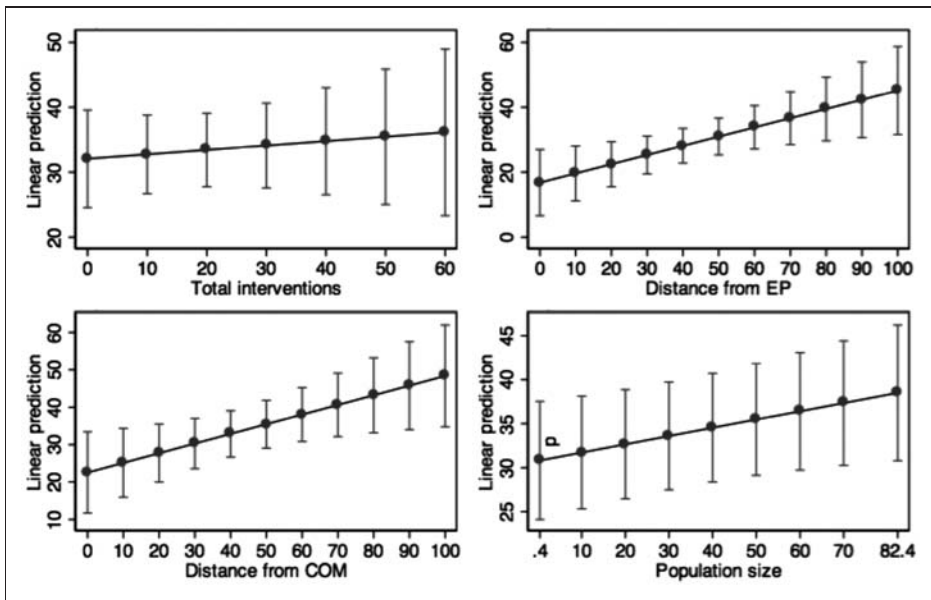 Linear prediction
50
40
30
20
0 10 20 30 40 50 60
Total interventions
Linear prediction
60
40
20
0
0 10 20 30 40 50 60 70 80 90 100
Distance from EP
Linear prediction
60
50
40
30
20
10
0 10 20 30 40 50 60 70 80 90 100
Distance from COM
Linear prediction
45
40
35
30
25
p
.4 10 20 30 40 50 60 70 82.4
Population size